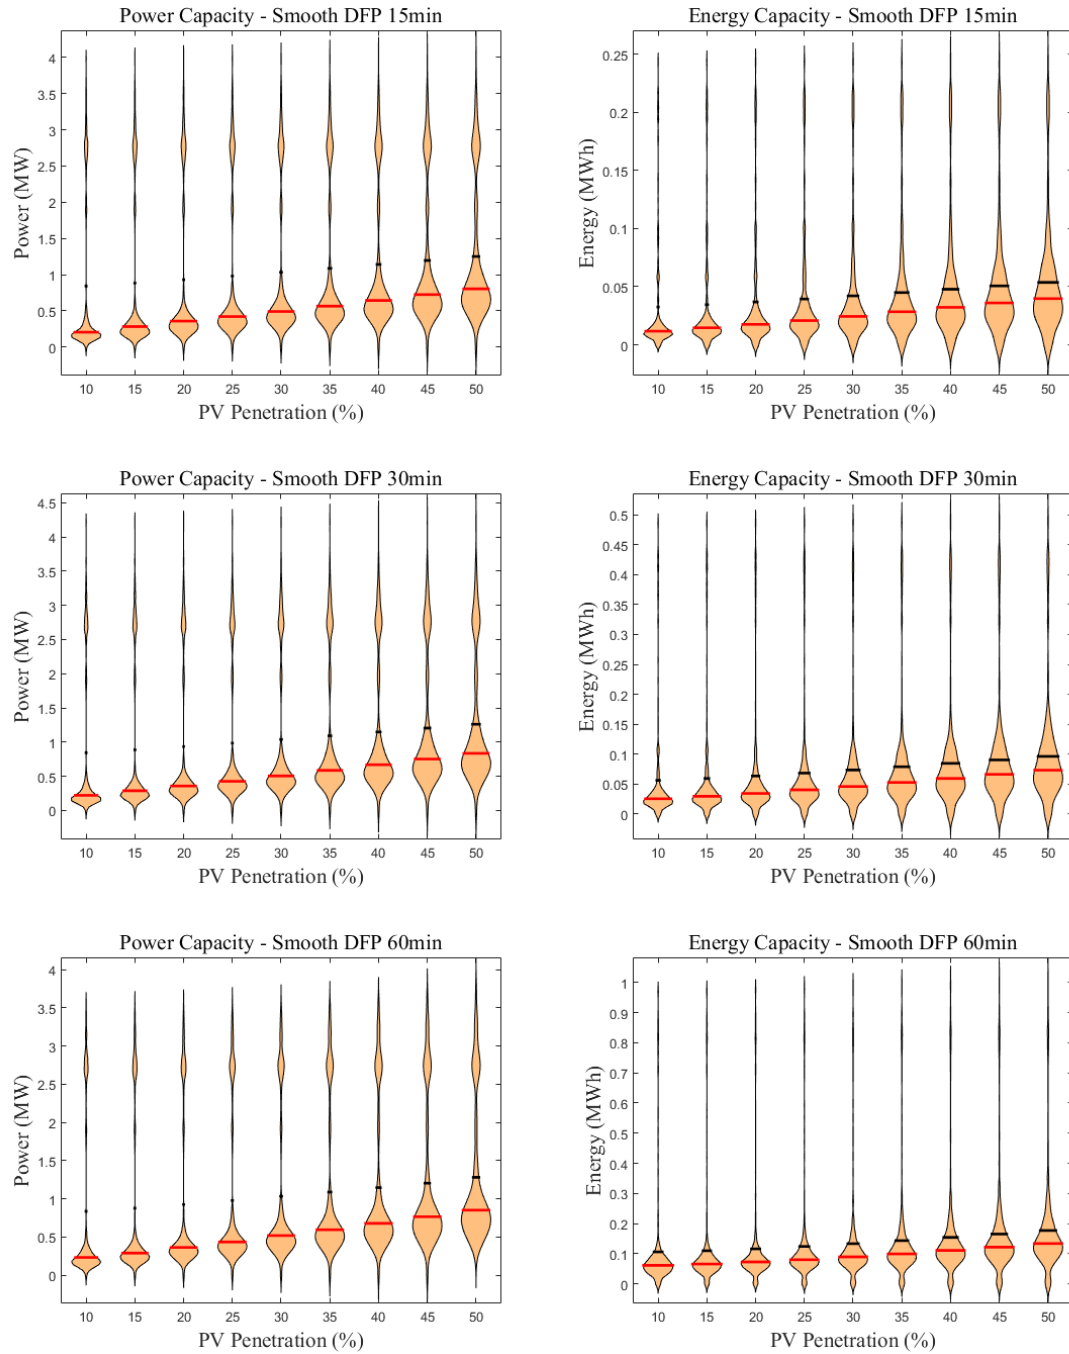 Power Capacity - Smooth DFP 15min
4
3.5
3
2.5
2
1.5
1
0.5
0
Power (MW)
10 15 20 25 30 35 40 45 50
PV Penetration (%)
Energy Capacity - Smooth DFP 15min
0.25
0.2
0.15
0.1
0.05
0
Energy (MWh)
10 15 20 25 30 35 40 45 50
PV Penetration (%)
Power Capacity - Smooth DFP 30min
4.5
4
3.5
3
2.5
2
1.5
1
0.5
0
Power (MW)
10 15 20 25 30 35 40 45 50
PV Penetration (%)
Energy Capacity - Smooth DFP 30min
0.5
0.45
0.4
0.35
0.3
0.25
0.2
0.15
0.1
0.05
0
Energy (MWh)
10 15 20 25 30 35 40 45 50
PV Penetration (%)
Power Capacity - Smooth DFP 60min
4
3.5
3
2.5
2
1.5
1
0.5
0
Power (MW)
10 15 20 25 30 35 40 45 50
PV Penetration (%)
Energy Capacity - Smooth DFP 60min
1
0.9
0.8
0.7
0.6
0.5
0.4
0.3
0.2
0.1
0
Energy (MWh)
10 15 20 25 30 35 40 45 50
PV Penetration (%)